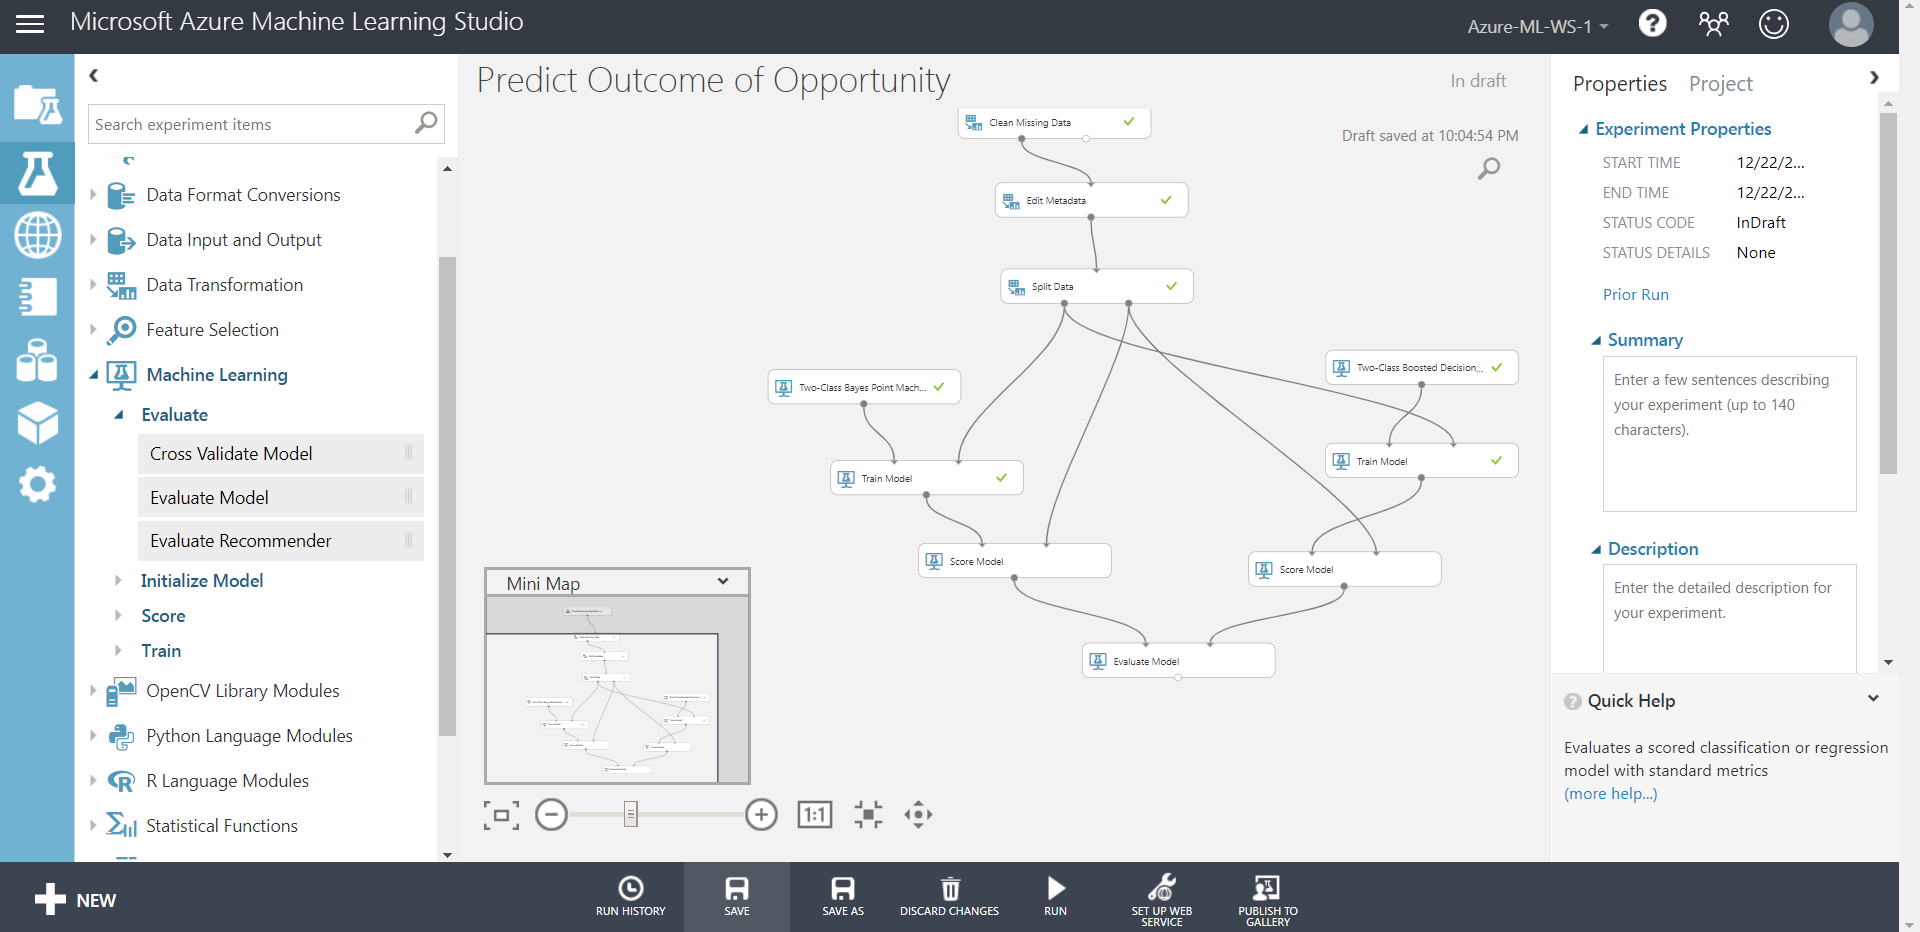 Microsoft Azure Machine Learning Studio
Azure-ML-WS-1
Search experiment items
Data Format Conversions
Data Input and Output
Data Transformation
Feature Selection
Machine Learning
Evaluate
Cross Validate Model
Evaluate Model
Evaluate Recommender
Initialize Model
Score
Train
OpenCV Library Modules
Python Language Modules
R Language Modules
Statistical Functions
Predict Outcome of Opportunity
In draft
Draft saved at 10:04:54 PM
Clean Missing Data
Edit Metadata
Split Data
Two-Class Bayes Point Mach...
Two-Class Boosted Decision...
Train Model
Train Model
Score Model
Score Model
Evaluate Model
Mini Map
1:1
Properties Project
Experiment Properties
START TIME 12/22/2...
END TIME 12/22/2...
STATUS CODE InDraft
STATUS DETAILS None
Prior Run
Summary
Enter a few sentences describing
your experiment (up to 140
characters).
Description
Enter the detailed description for
your experiment.
Quick Help
Evaluates a scored classification or regression
model with standard metrics
(more help...)
NEW
RUN HISTORY
SAVE
SAVE AS
DISCARD CHANGES
RUN
SET UP WEB
SERVICE
PUBLISH TO
GALLERY